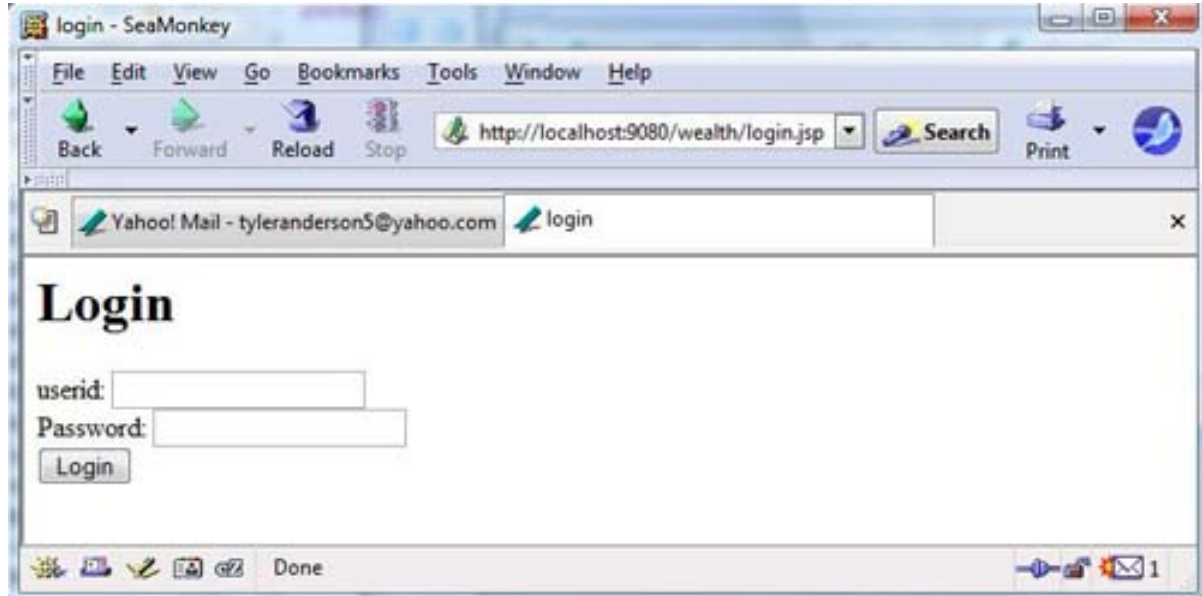 login - SeaMonkey
File Edit View Go Bookmarks Tools Window Help
Back Forward Reload Stop http://localhost:9080/wealth/login.jsp Search Print
Yahoo! Mail - tyleranderson5@yahoo.com login
Login
userid:
Password:
Login
Done 1